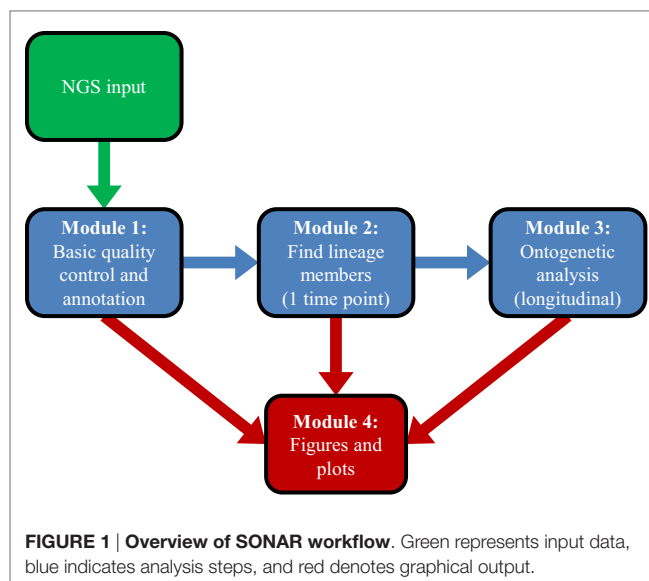 NGS input
Module 1:
Basic quality
control and
annotation
Module 2:
Find lineage
members
(1 time point)
Module 3:
Ontogenetic
analysis
(longitudinal)
Module 4:
Figures and
plots
FIGURE 1 | Overview of SONAR workflow. Green represents input data,
blue indicates analysis steps, and red denotes graphical output.